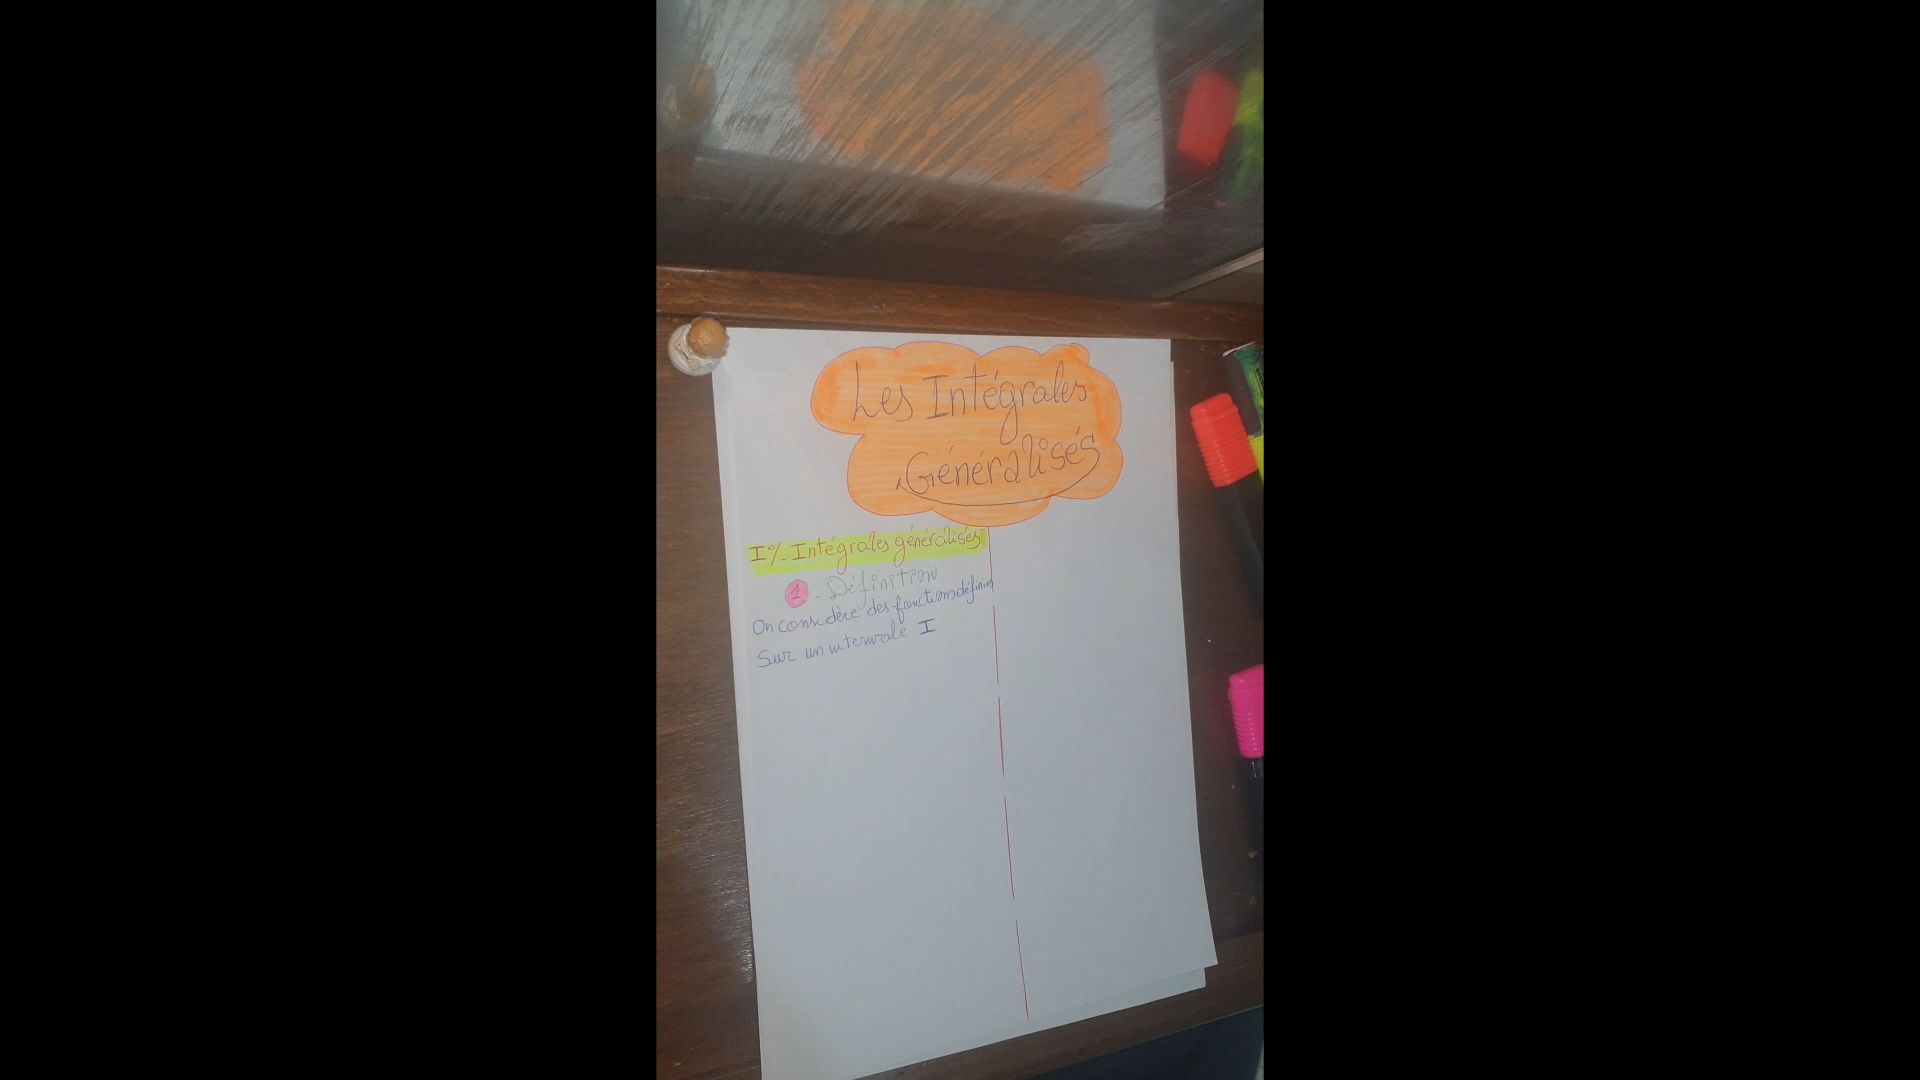 Les Intégrales
Généralisés
I%. Intégrales généralisés
1 - Définition:
On considère des fonctions définies
Sur un intervale I